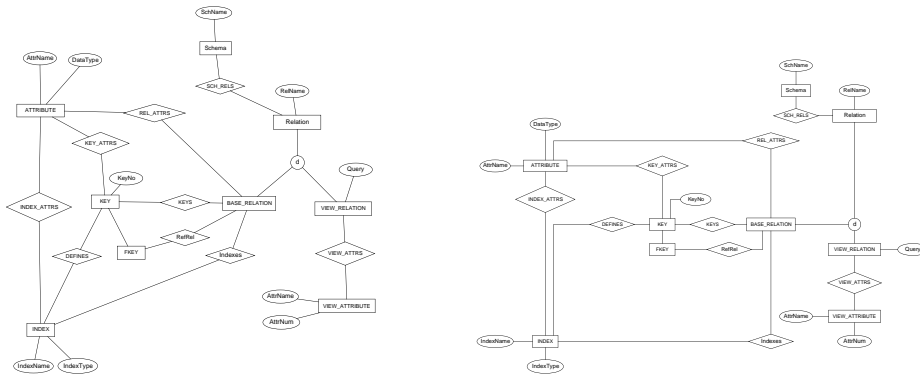 SchName
Schema
AttrName
DataType
SCH_RELS
RelName
ATTRIBUTE
REL_ATTRS
Relation
KEY_ATTRS
d
KeyNo
Query
INDEX_ATTRS
KEY
KEYS
BASE_RELATION
VIEW_RELATION
RefRel
DEFINES
FKEY
Indexes
VIEW_ATTRS
AttrName
VIEW_ATTRIBUTE
AttrNum
INDEX
IndexName
IndexType
SchName
Schema
RelName
SCH_RELS
Relation
DataType
REL_ATTRS
AttrName
ATTRIBUTE
KEY_ATTRS
INDEX_ATTRS
KeyNo
DEFINES
KEY
KEYS
BASE_RELATION
d
FKEY
RefRel
VIEW_RELATION
Query
VIEW_ATTRS
AttrName
VIEW_ATTRIBUTE
IndexName
INDEX
Indexes
AttrNum
IndexType